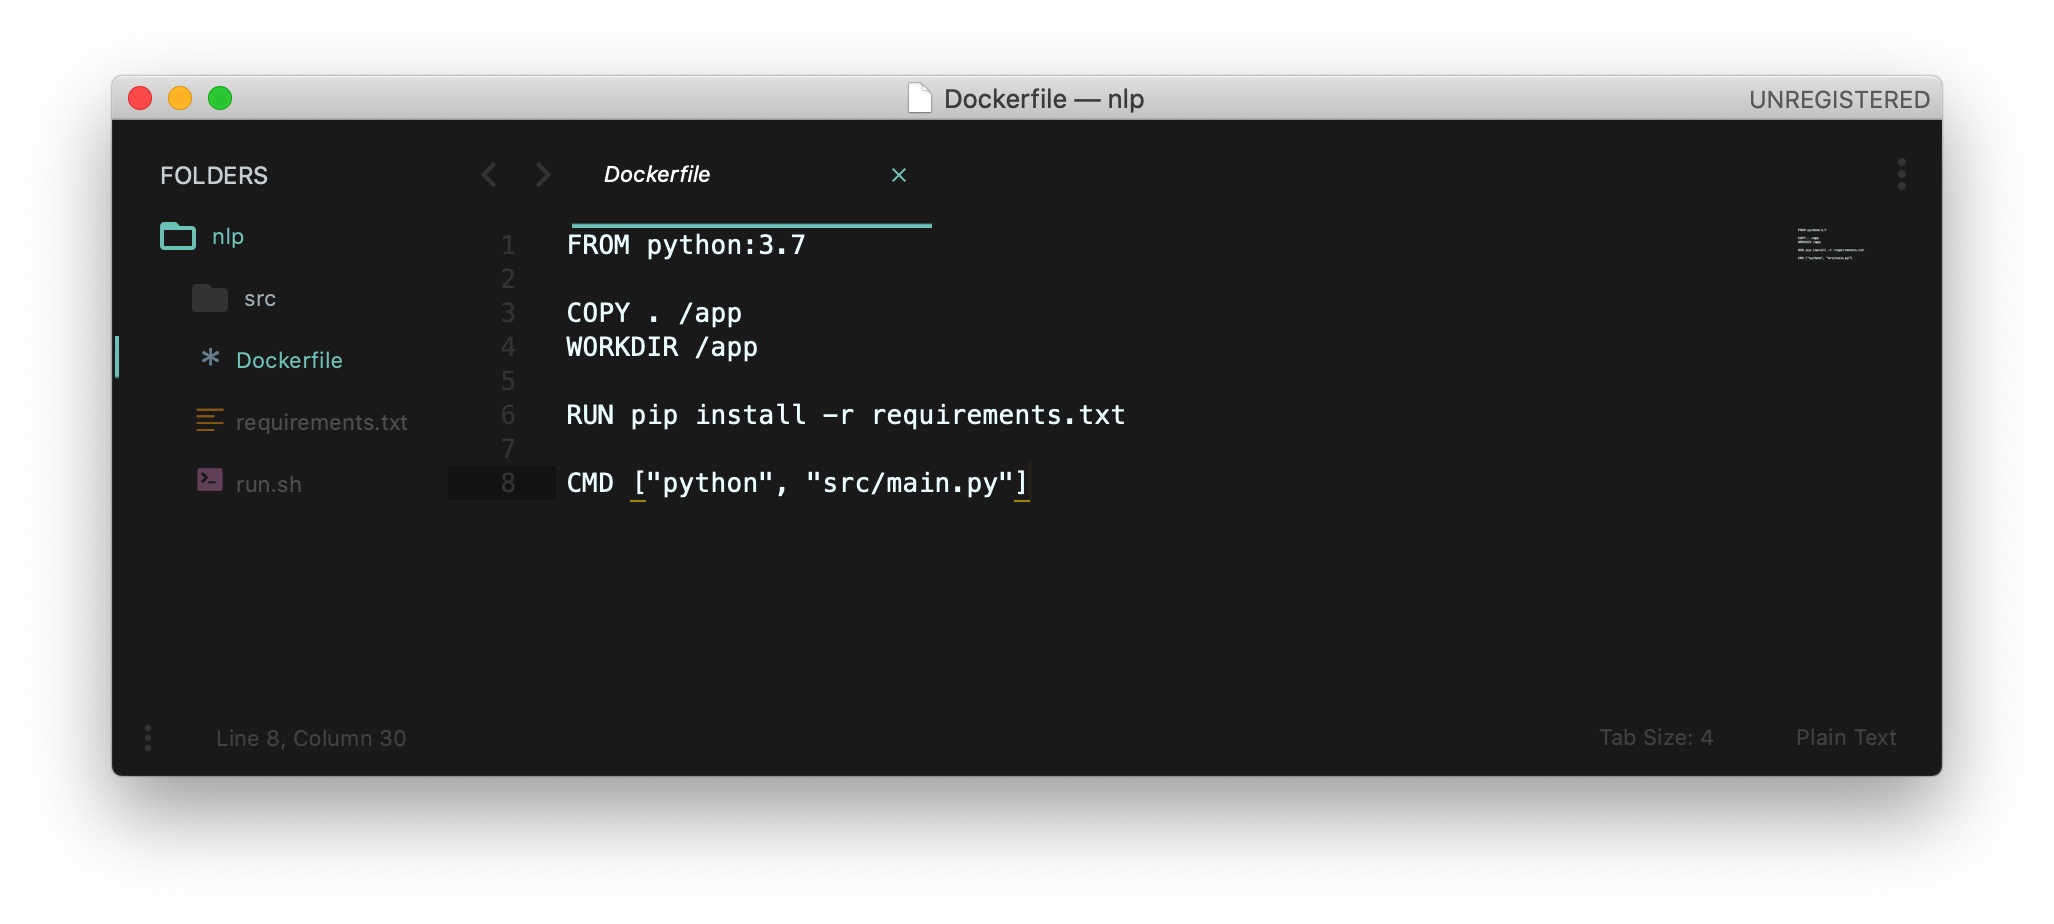 Dockerfile — nlp
UNREGISTERED
FOLDERS
nlp
src
Dockerfile
requirements.txt
run.sh
Dockerfile
1 FROM python:3.7
2
3 COPY . /app
4 WORKDIR /app
5
6 RUN pip install -r requirements.txt
7
8 CMD ["python", "src/main.py"]
Line 8, Column 30
Tab Size: 4
Plain Text